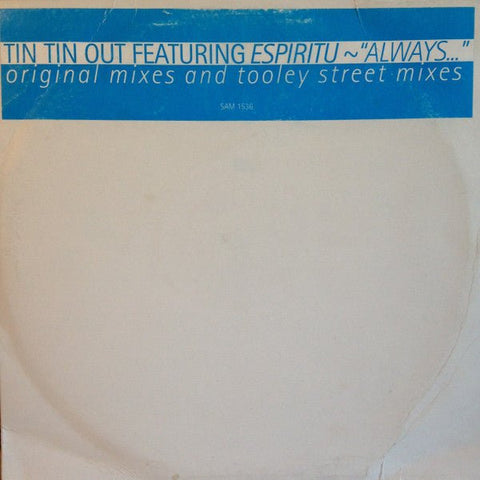 TIN TIN OUT FEATURING ESPIRITU ~ "ALWAYS..."
original mixes and tooley street mixes
SAM 1536